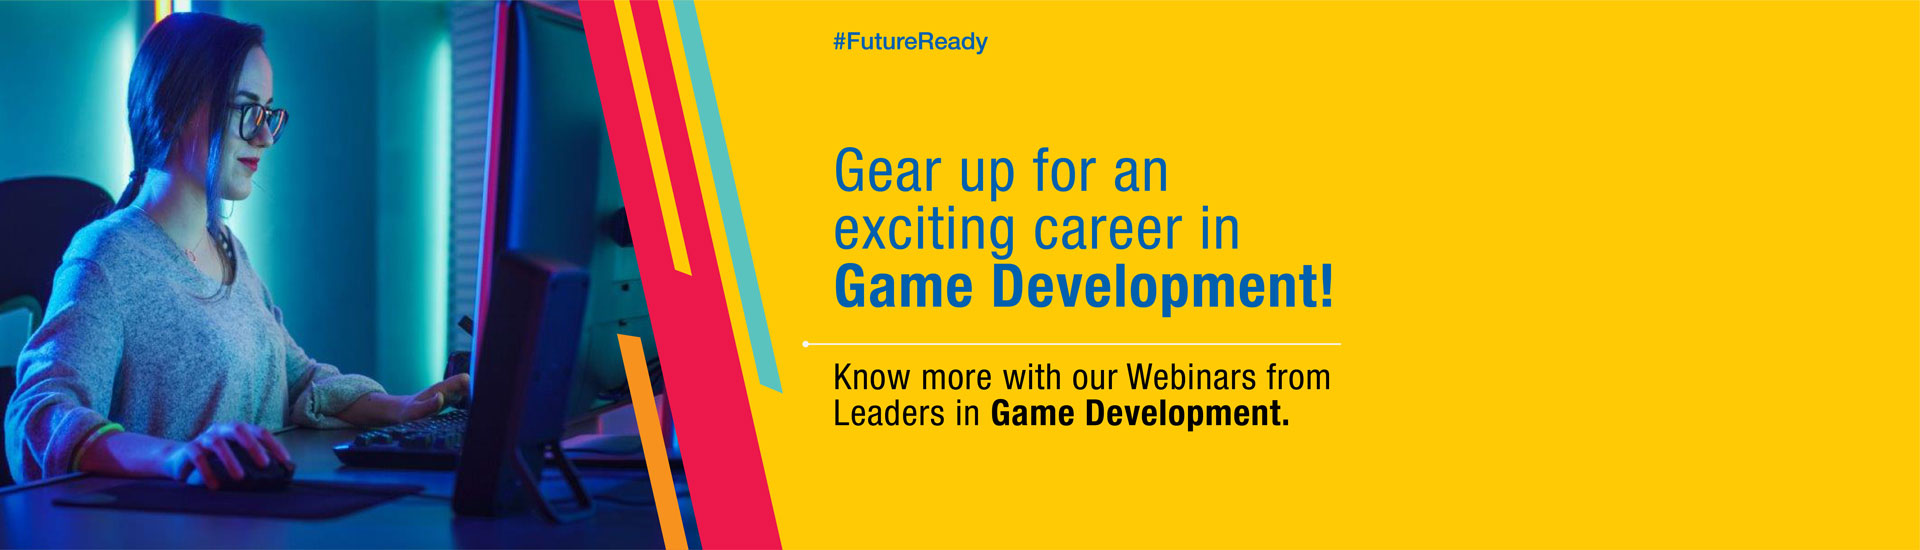 #FutureReady
Gear up for an
exciting career in
Game Development!
Know more with our Webinars from
Leaders in Game Development.